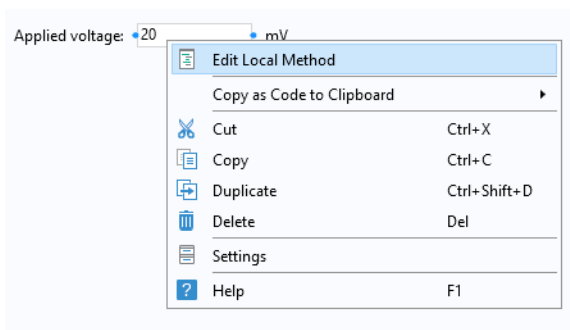 Applied voltage: 20 mV
Edit Local Method
Copy as Code to Clipboard
Cut Ctrl+X
Copy Ctrl+C
Duplicate Ctrl+Shift+D
Delete Del
Settings
? Help F1